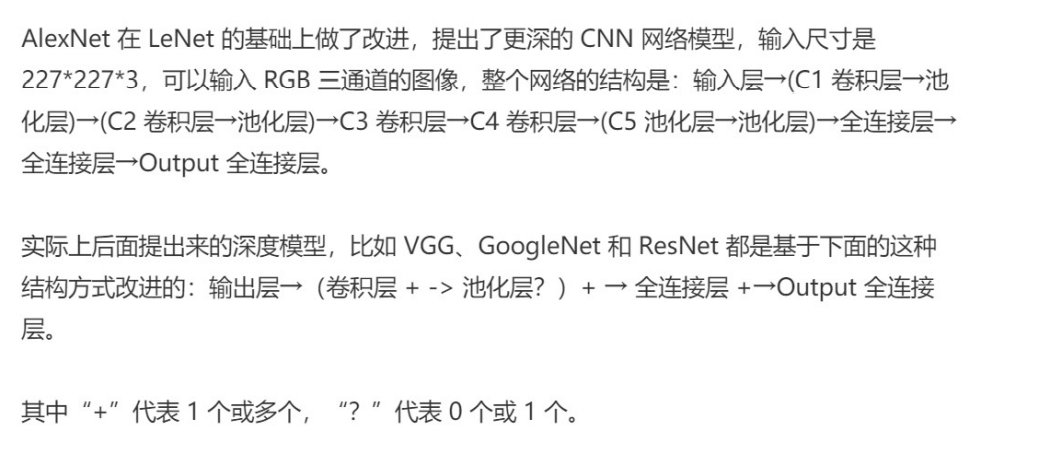 AlexNet 在 LeNet 的基础上做了改进，提出了更深的 CNN 网络模型，输入尺寸是
227*227*3，可以输入 RGB 三通道的图像，整个网络的结构是：输入层→(C1 卷积层→池
化层)→(C2 卷积层→池化层)→C3 卷积层→C4 卷积层→(C5 池化层→池化层)→全连接层→
全连接层→Output 全连接层。
实际上后面提出来的深度模型，比如 VGG、GoogleNet 和 ResNet 都是基于下面的这种
结构方式改进的：输出层→（卷积层 + -> 池化层？）+ → 全连接层 +→Output 全连接
层。
其中“+”代表 1 个或多个，“？”代表 0 个或 1 个。